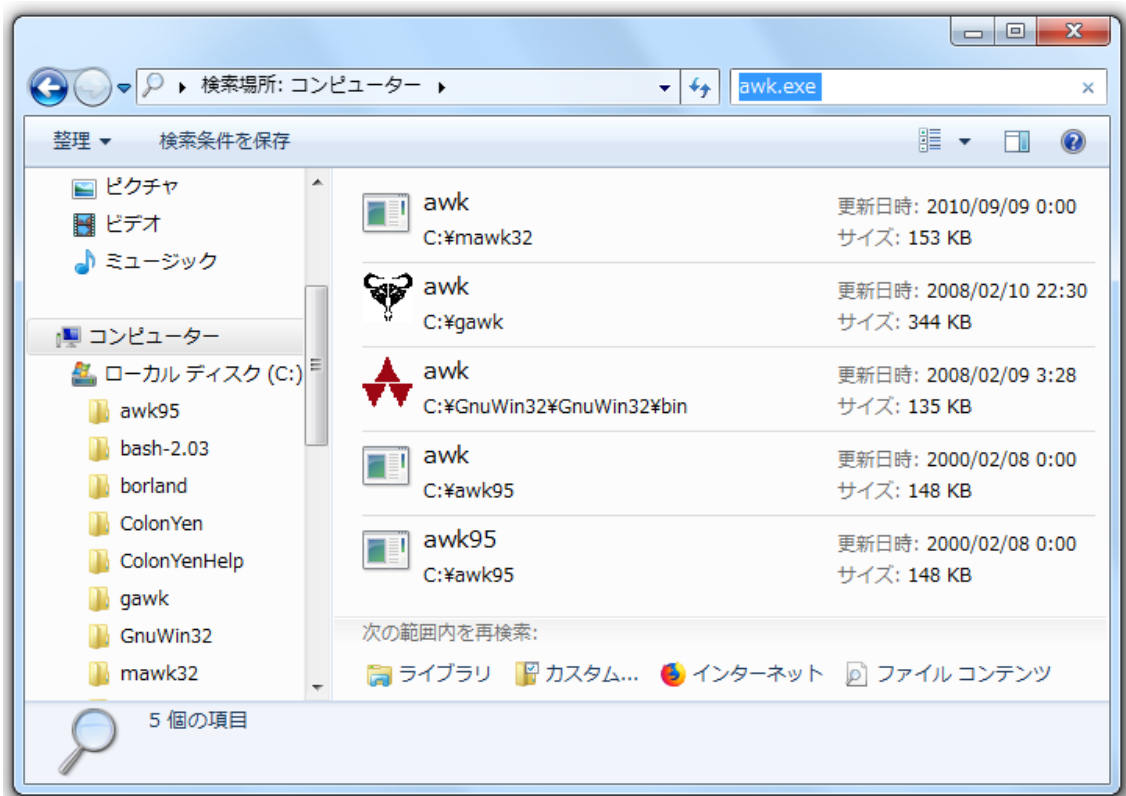 検索場所: コンピューター
awk.exe
整理
検索条件を保存
ピクチャ
ビデオ
ミュージック
コンピューター
ローカル ディスク (C:)
awk95
bash-2.03
borland
ColonYen
ColonYenHelp
gawk
GnuWin32
mawk32
awk
C:¥mawk32
更新日時: 2010/09/09 0:00
サイズ: 153 KB
awk
C:¥gawk
更新日時: 2008/02/10 22:30
サイズ: 344 KB
awk
C:¥GnuWin32¥GnuWin32¥bin
更新日時: 2008/02/09 3:28
サイズ: 135 KB
awk
C:¥awk95
更新日時: 2000/02/08 0:00
サイズ: 148 KB
awk95
C:¥awk95
更新日時: 2000/02/08 0:00
サイズ: 148 KB
次の範囲内を再検索:
ライブラリ
カスタム...
インターネット
ファイル コンテンツ
5 個の項目